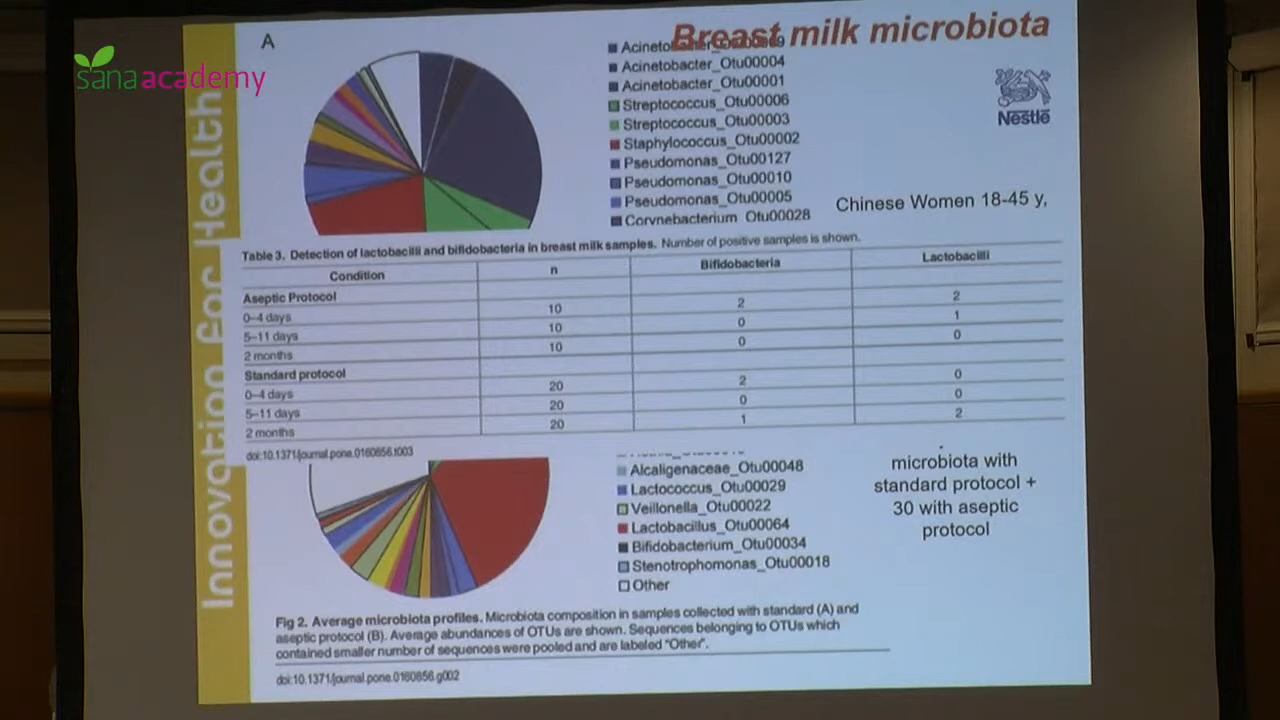 sanaacademy
Innovation for Health
A
Breast milk microbiota
Nestlé
Acinetobacter_Otu00004
Acinetobacter_Otu00001
Streptococcus_Otu00006
Streptococcus_Otu00003
Staphylococcus_Otu00002
Pseudomonas_Otu00127
Pseudomonas_Otu00010
Pseudomonas_Otu00005
Corynebacterium Otu00028
Chinese Women 18-45 y,
Table 3. Detection of lactobacilli and bifidobacteria in breast milk samples. Number of positive samples is shown.
Condition n Bifidobacteria Lactobacilli
Aseptic Protocol
0–4 days 10 2 2
5–11 days 10 0 1
2 months 10 0 0
Standard protocol
0–4 days 20 2 0
5–11 days 20 0 0
2 months 20 1 2
doi:10.1371/journal.pone.0160856.t003
Alcaligenaceae_Otu00048
Lactococcus_Otu00029
Veillonella_Otu00022
Lactobacillus_Otu00064
Bifidobacterium_Otu00034
Stenotrophomonas_Otu00018
Other
microbiota with
standard protocol +
30 with aseptic
protocol
Fig 2. Average microbiota profiles. Microbiota composition in samples collected with standard (A) and
aseptic protocol (B). Average abundances of OTUs are shown. Sequences belonging to OTUs which
contained smaller number of sequences were pooled and are labeled "Other".
doi:10.1371/journal.pone.0160856.g002